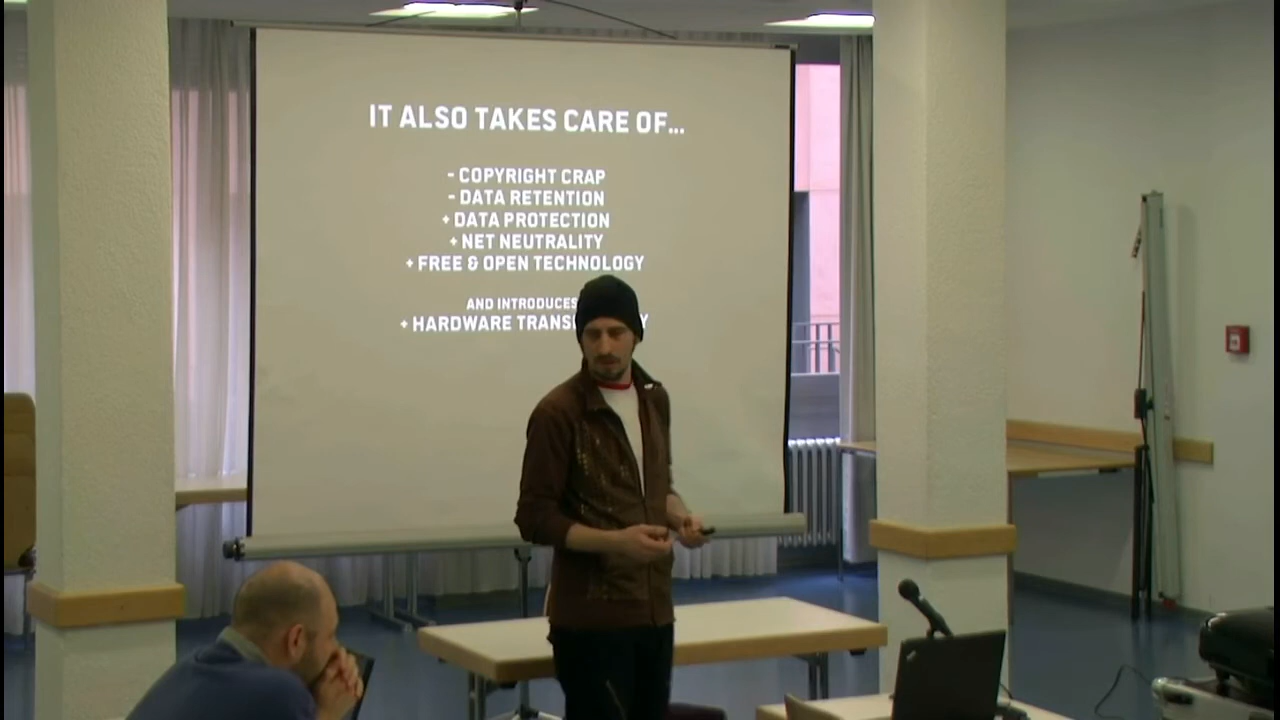 IT ALSO TAKES CARE OF...
- COPYRIGHT CRAP
- DATA RETENTION
+ DATA PROTECTION
+ NET NEUTRALITY
+ FREE & OPEN TECHNOLOGY
AND INTRODUCES
+ HARDWARE